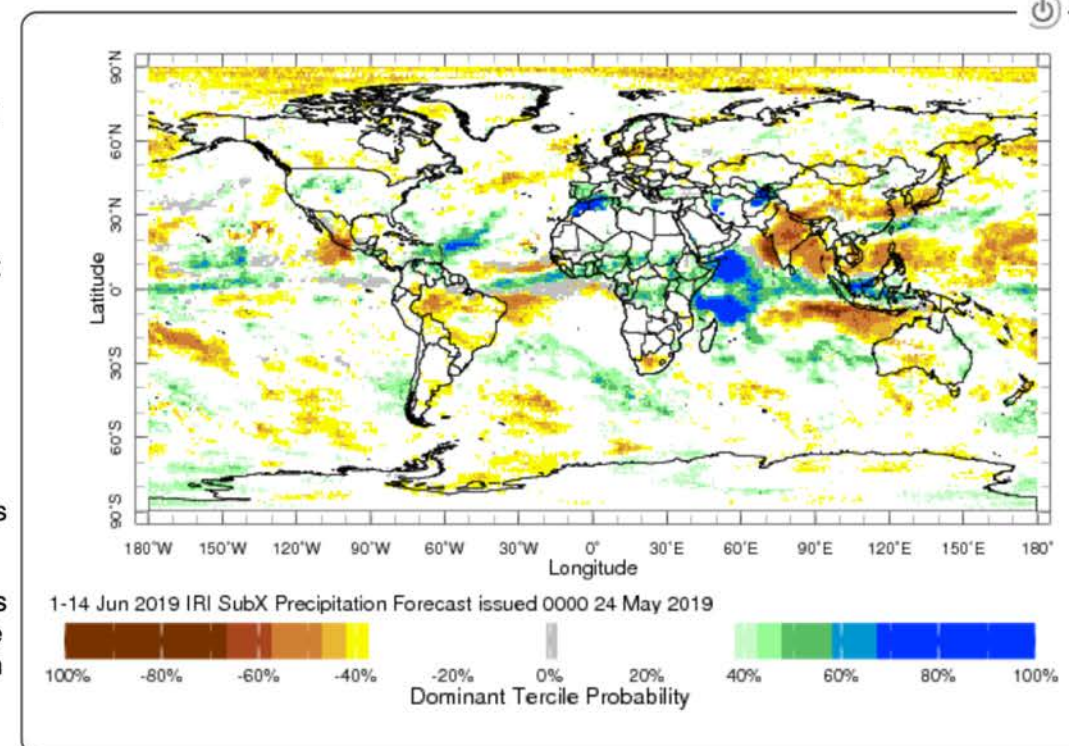 90°N
60°N
30°N
0°
30°S
60°S
90°S
Latitude
180°W 150°W 120°W 90°W 60°W 30°W 0° 30°E 60°E 90°E 120°E 150°E 180°
Longitude
1-14 Jun 2019 IRI SubX Precipitation Forecast issued 0000 24 May 2019
100% -80% -60% -40% -20% 0% 20% 40% 60% 80% 100%
Dominant Tercile Probability